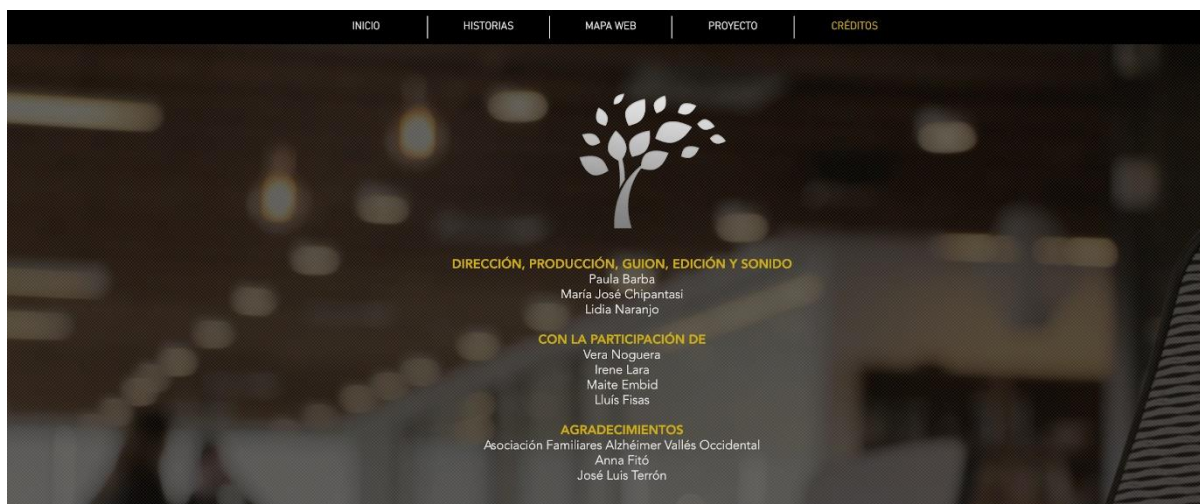 INICIO
HISTORIAS
MAPA WEB
PROYECTO
CRÉDITOS
DIRECCIÓN, PRODUCCIÓN, GUION, EDICIÓN Y SONIDO
Paula Barba
María José Chipantasi
Lidia Naranjo
CON LA PARTICIPACIÓN DE
Vera Noguera
Irene Lara
Maite Embid
Lluís Fisas
AGRADECIMIENTOS
Asociación Familiares Alzhéimer Vallés Occidental
Anna Fitó
José Luis Terrón